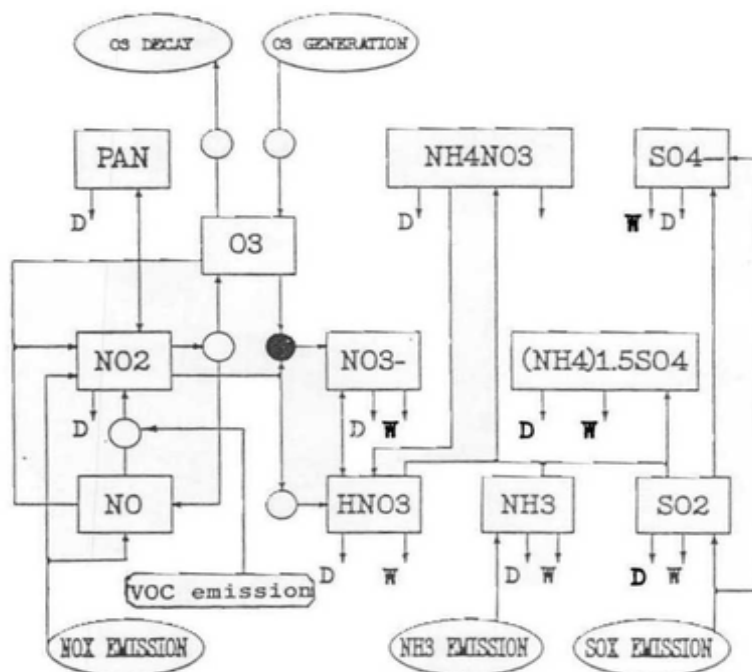 O3 DECAY
O3 GENERATION
PAN
NH4NO3
SO4--
D
D
W D
O3
NO2
NO3-
(NH4)1.5SO4
D
D W
D W
NO
HNO3
NH3
SO2
D W
D W
D W
VOC emission
NOX EMISSION
NH3 EMISSION
SOX EMISSION